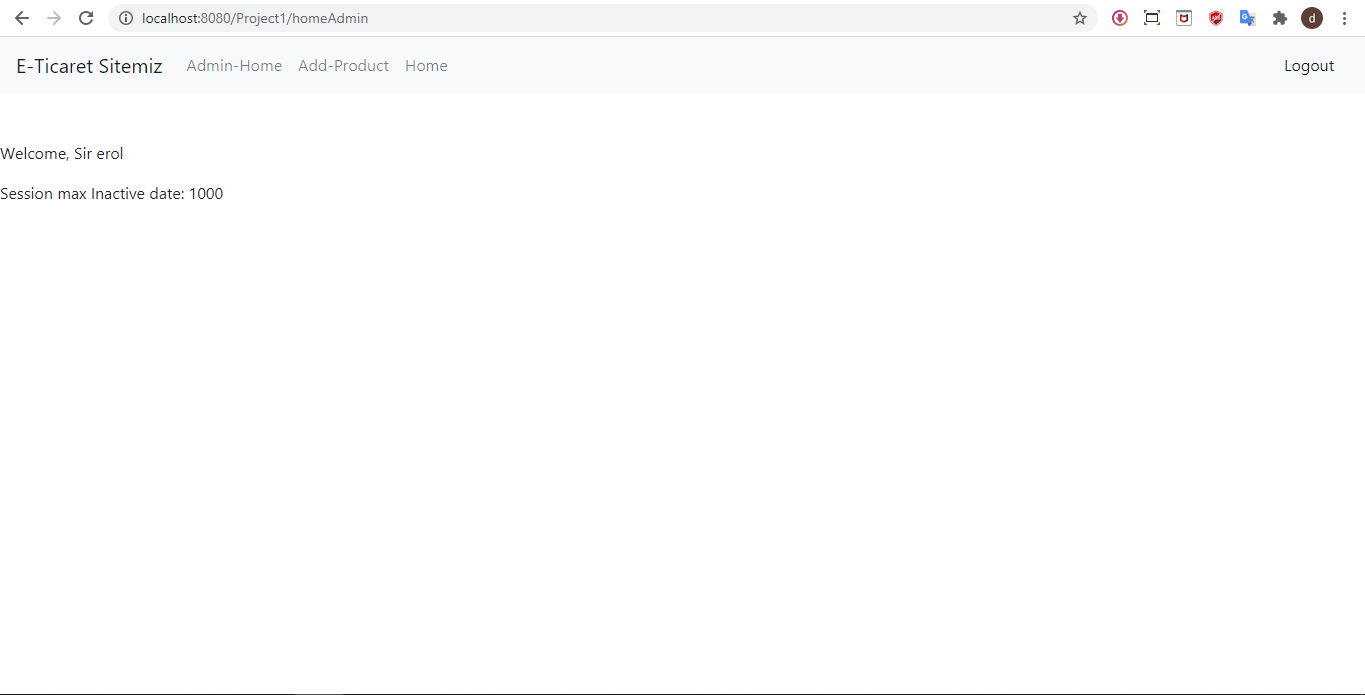 localhost:8080/Project1/homeAdmin
d
E-Ticaret Sitemiz Admin-Home Add-Product Home Logout
Welcome, Sir erol
Session max Inactive date: 1000